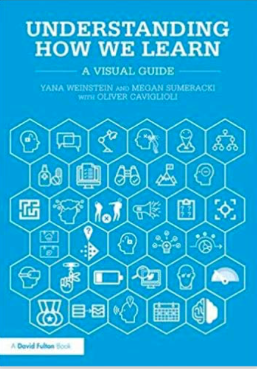 UNDERSTANDING
HOW WE LEARN
A VISUAL GUIDE
YANA WEINSTEIN AND MEGAN SUMERACKI
WITH OLIVER CAVIGLIOLI
A David Fulton Book